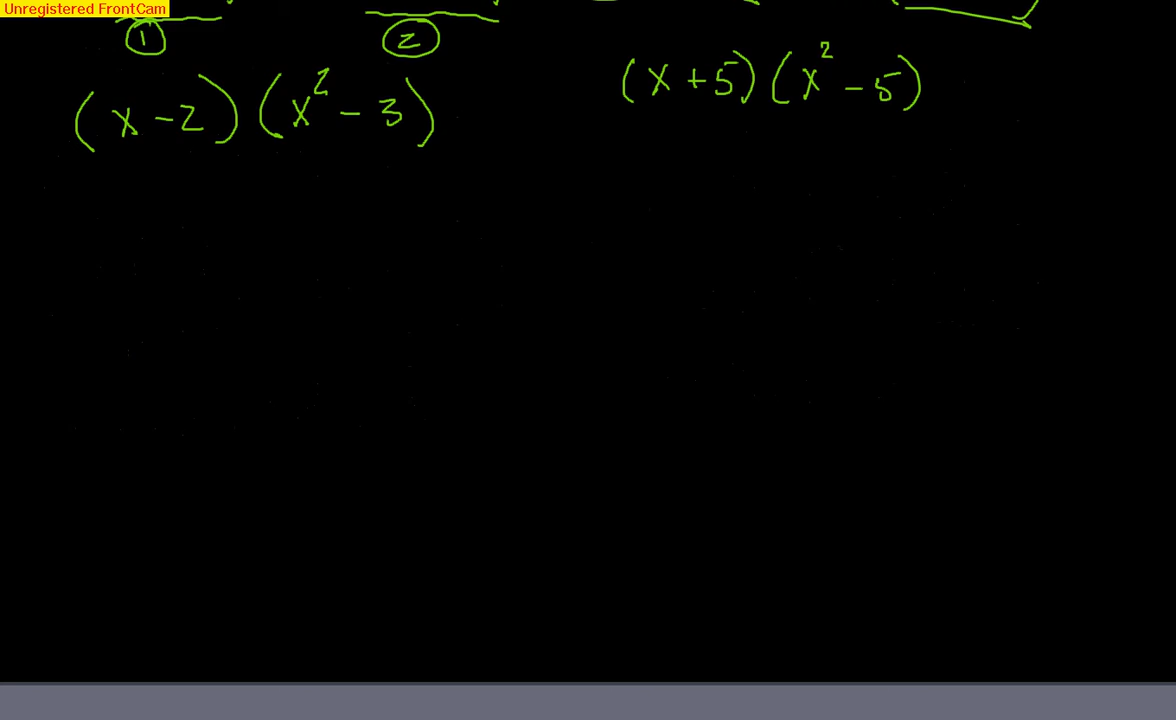 Unregistered FrontCam
① ②
(x - 2) (x² - 3)
(x + 5) (x² - 5)